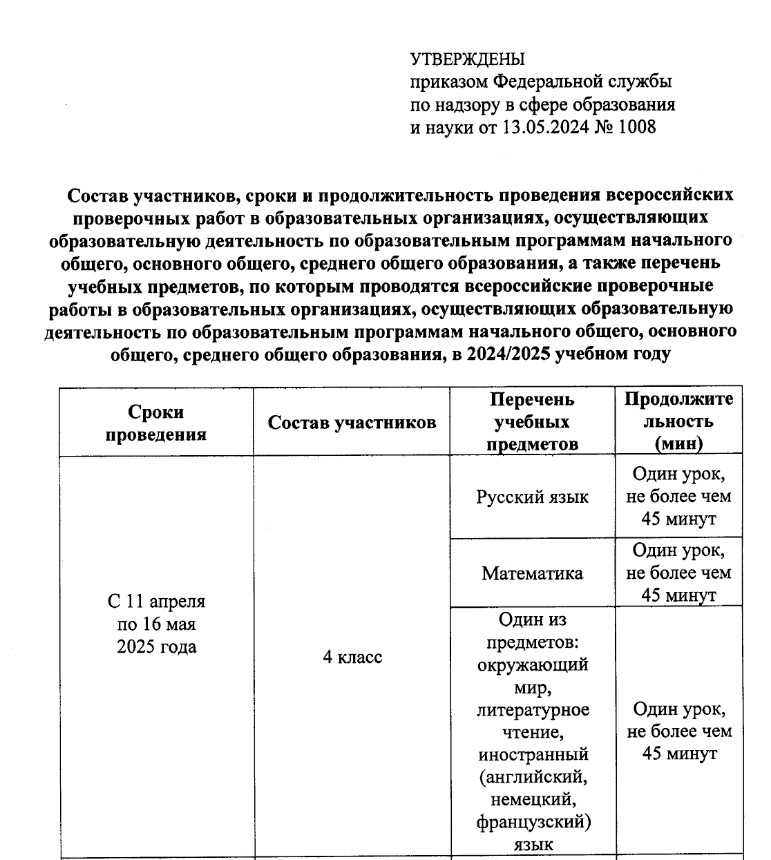 УТВЕРЖДЕНЫ
приказом Федеральной службы
по надзору в сфере образования
и науки от 13.05.2024 № 1008
Состав участников, сроки и продолжительность проведения всероссийских
проверочных работ в образовательных организациях, осуществляющих
образовательную деятельность по образовательным программам начального
общего, основного общего, среднего общего образования, а также перечень
учебных предметов, по которым проводятся всероссийские проверочные
работы в образовательных организациях, осуществляющих образовательную
деятельность по образовательным программам начального общего, основного
общего, среднего общего образования, в 2024/2025 учебном году
Сроки
проведения
Состав участников
Перечень
учебных
предметов
Продолжите
льность
(мин)
С 11 апреля
по 16 мая
2025 года
4 класс
Русский язык
Один урок,
не более чем
45 минут
Математика
Один урок,
не более чем
45 минут
Один из
предметов:
окружающий
мир,
литературное
чтение,
иностранный
(английский,
немецкий,
французский)
язык
Один урок,
не более чем
45 минут